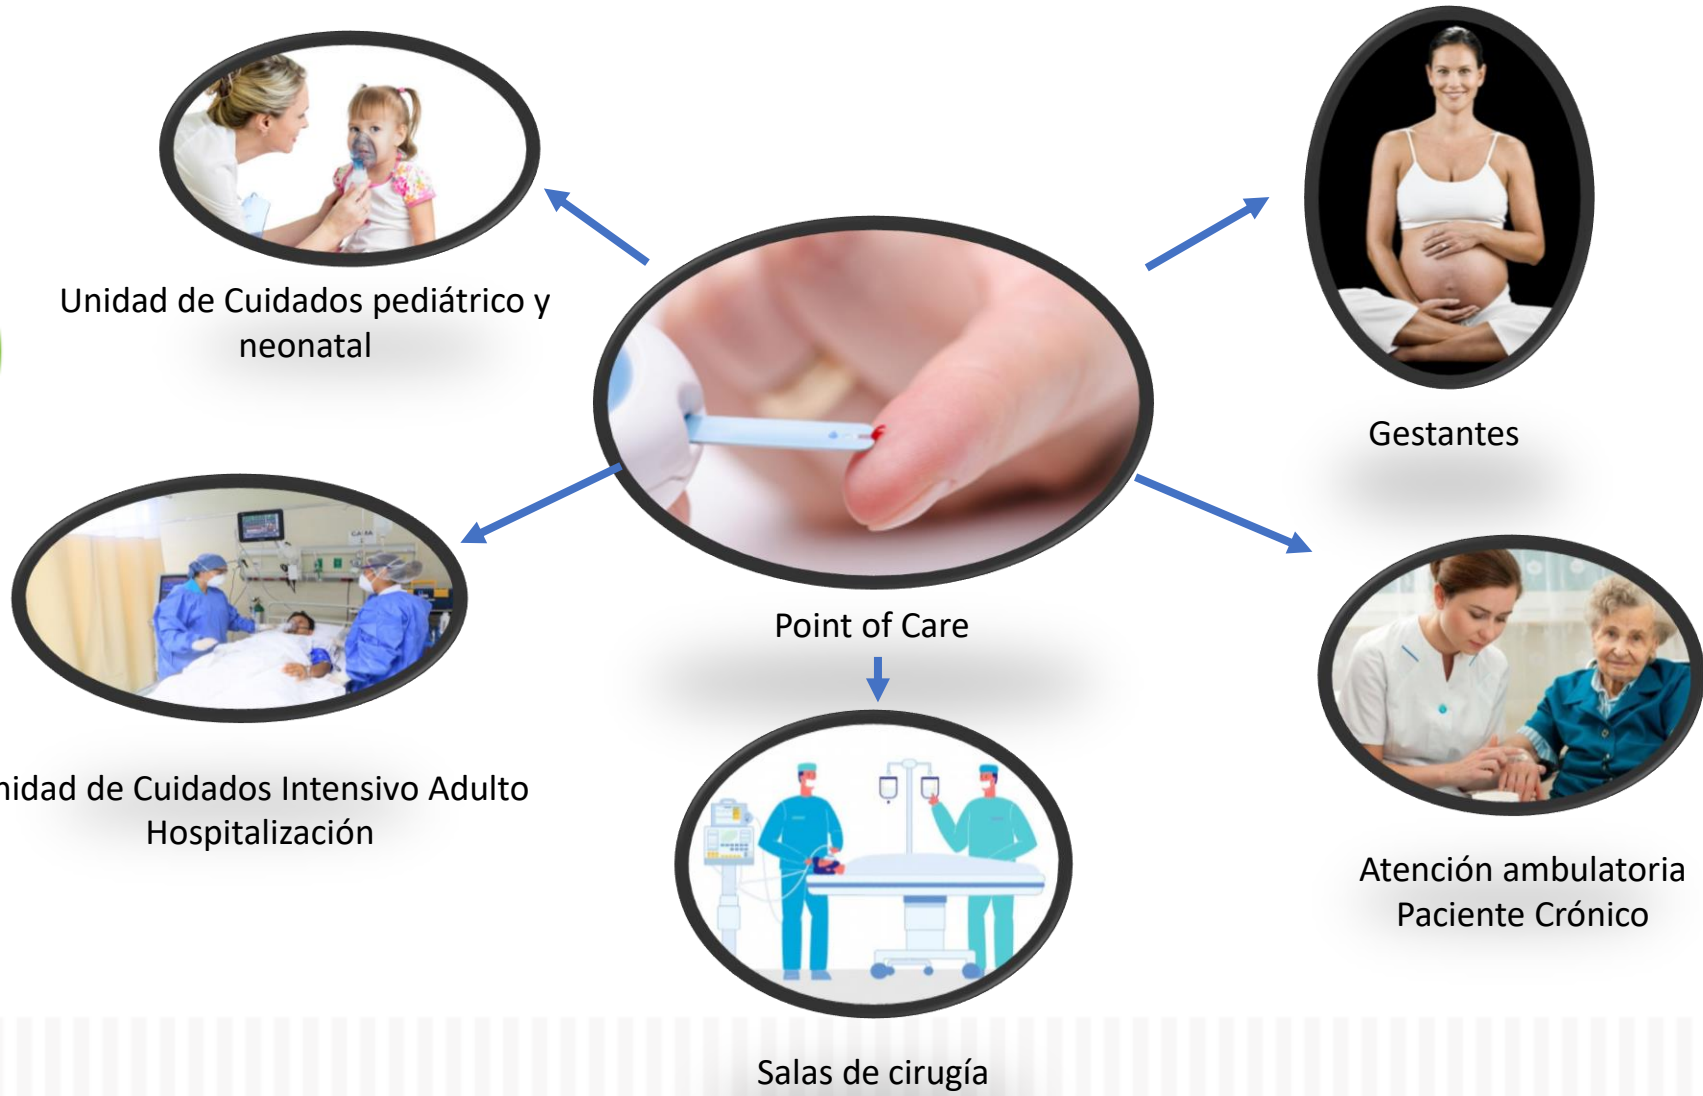 Unidad de Cuidados pediátrico y
neonatal
Gestantes
Point of Care
nidad de Cuidados Intensivo Adulto
Hospitalización
Atención ambulatoria
Paciente Crónico
Salas de cirugía